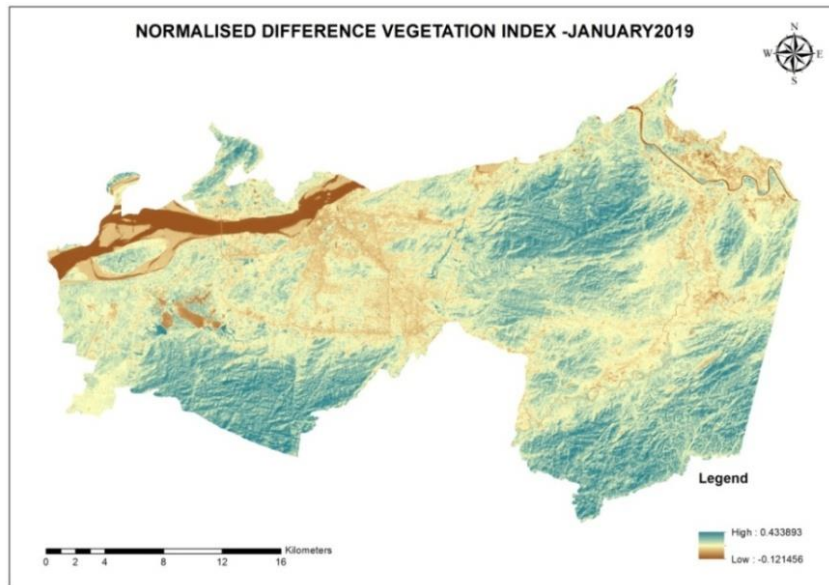 NORMALISED DIFFERENCE VEGETATION INDEX -JANUARY2019
N
W E
S
Legend
High : 0.433893
Low : -0.121456
Kilometers
0 2 4 8 12 16